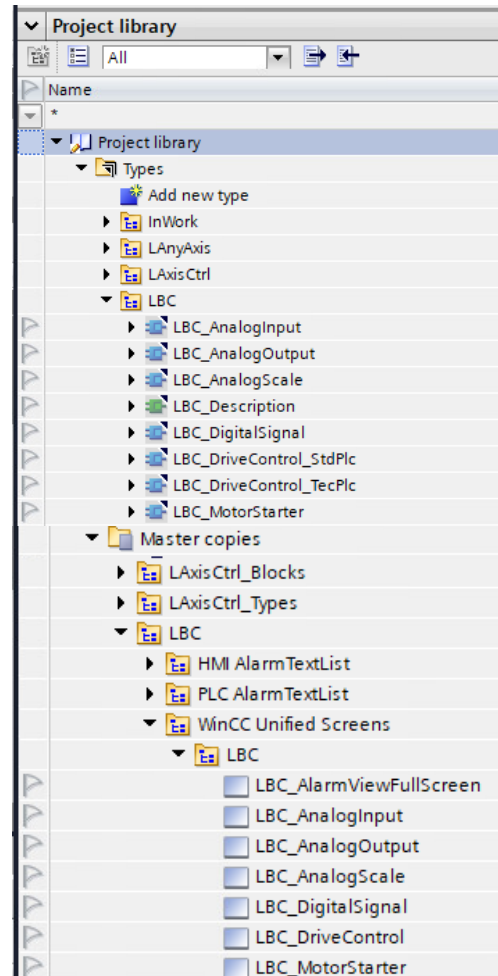 Project library
All
Name
*
Project library
Types
Add new type
InWork
LAnyAxis
LAxisCtrl
LBC
LBC_AnalogInput
LBC_AnalogOutput
LBC_AnalogScale
LBC_Description
LBC_DigitalSignal
LBC_DriveControl_StdPlc
LBC_DriveControl_TecPlc
LBC_MotorStarter
Master copies
LAxisCtrl_Blocks
LAxisCtrl_Types
LBC
HMI AlarmTextList
PLC AlarmTextList
WinCC Unified Screens
LBC
LBC_AlarmViewFullScreen
LBC_AnalogInput
LBC_AnalogOutput
LBC_AnalogScale
LBC_DigitalSignal
LBC_DriveControl
LBC_MotorStarter